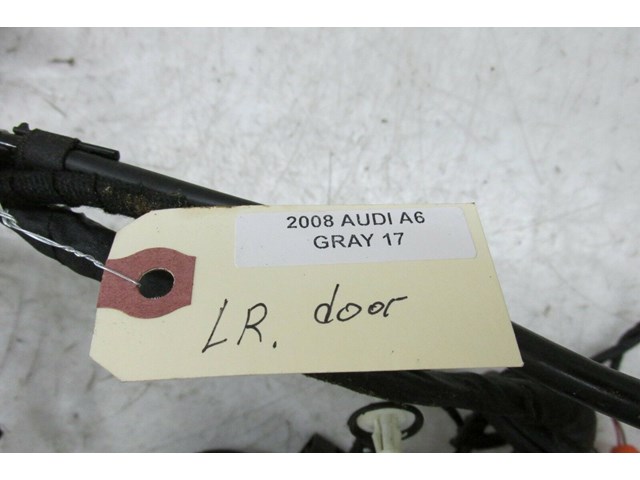 2008 AUDI A6
GRAY 17
LR. door